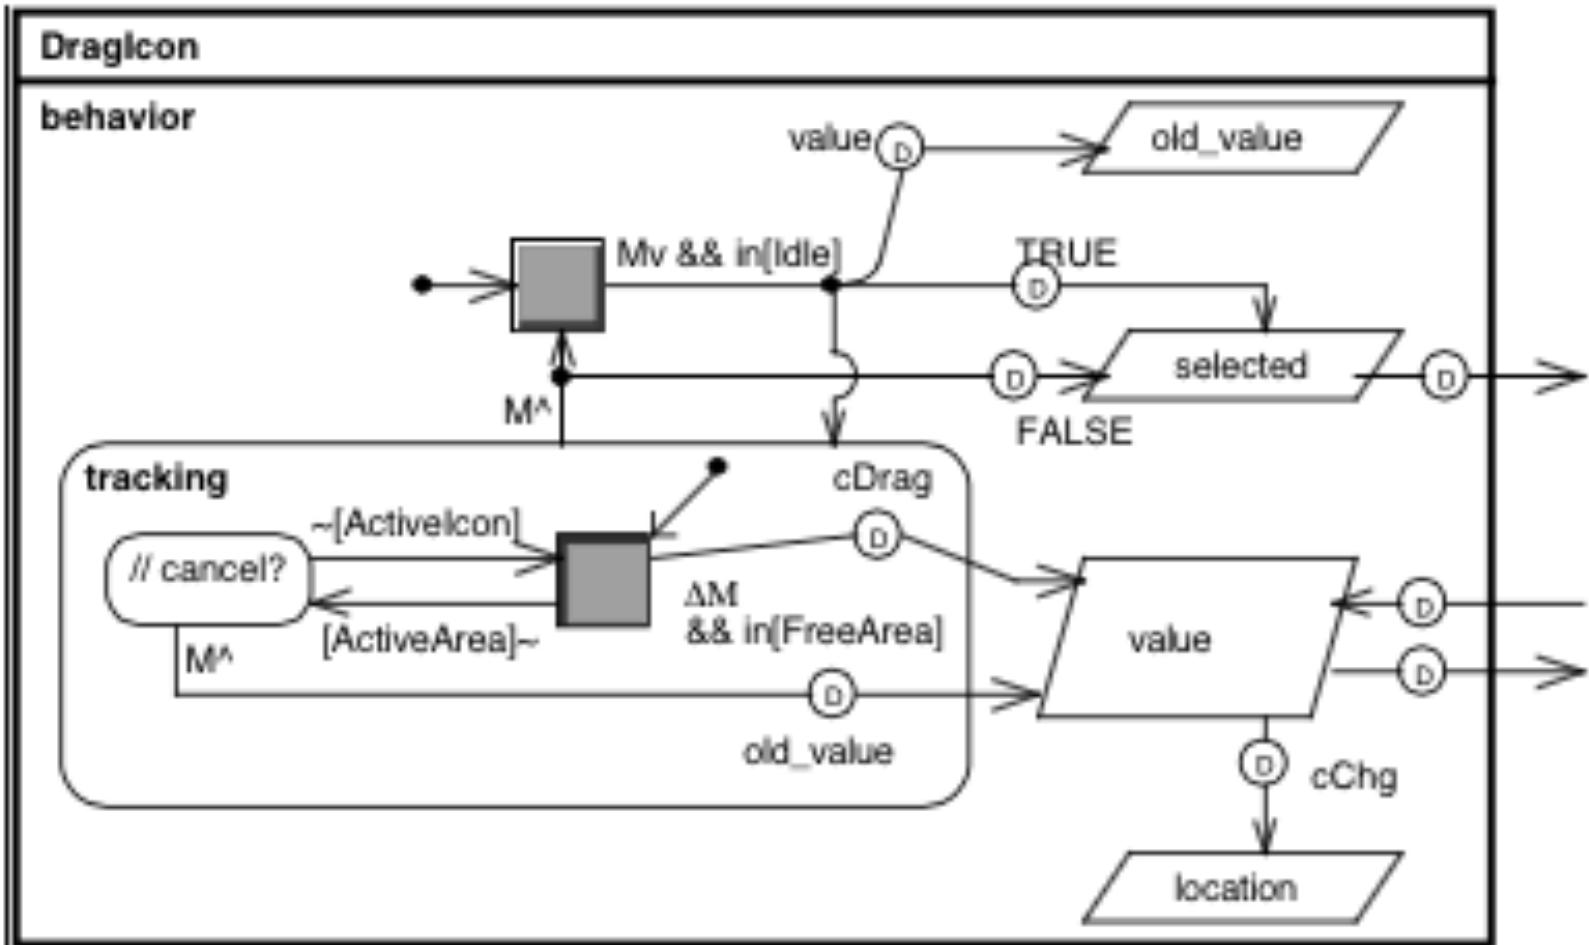 DragIcon
behavior
value
D
old_value
Mv && in[Idle]
TRUE
D
selected
D
D
M^
FALSE
tracking
cDrag
~[ActiveIcon]
D
// cancel?
ΔM
&& in[FreeArea]
[ActiveArea]~
value
D
D
M^
D
old_value
D
cChg
location